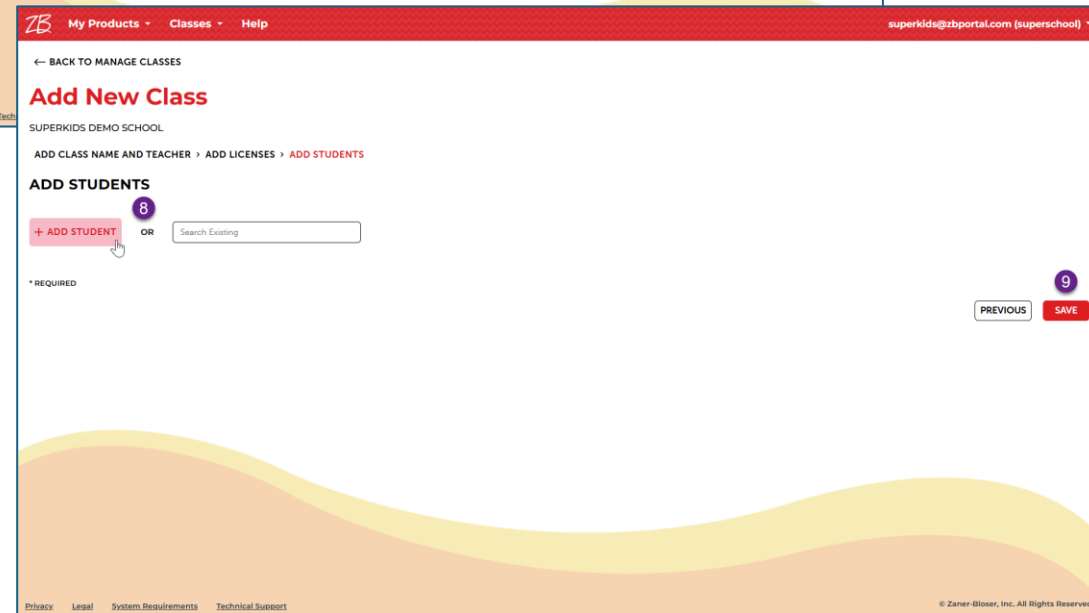 ZB My Products Classes Help superkids@zbportal.com (superschool)
← BACK TO MANAGE CLASSES
Add New Class
SUPERKIDS DEMO SCHOOL
ADD CLASS NAME AND TEACHER > ADD LICENSES > ADD STUDENTS
ADD STUDENTS
8
+ ADD STUDENT OR Search Existing
* REQUIRED
9
PREVIOUS SAVE
Privacy Legal System Requirements Technical Support © Zaner-Bloser, Inc. All Rights Reserved